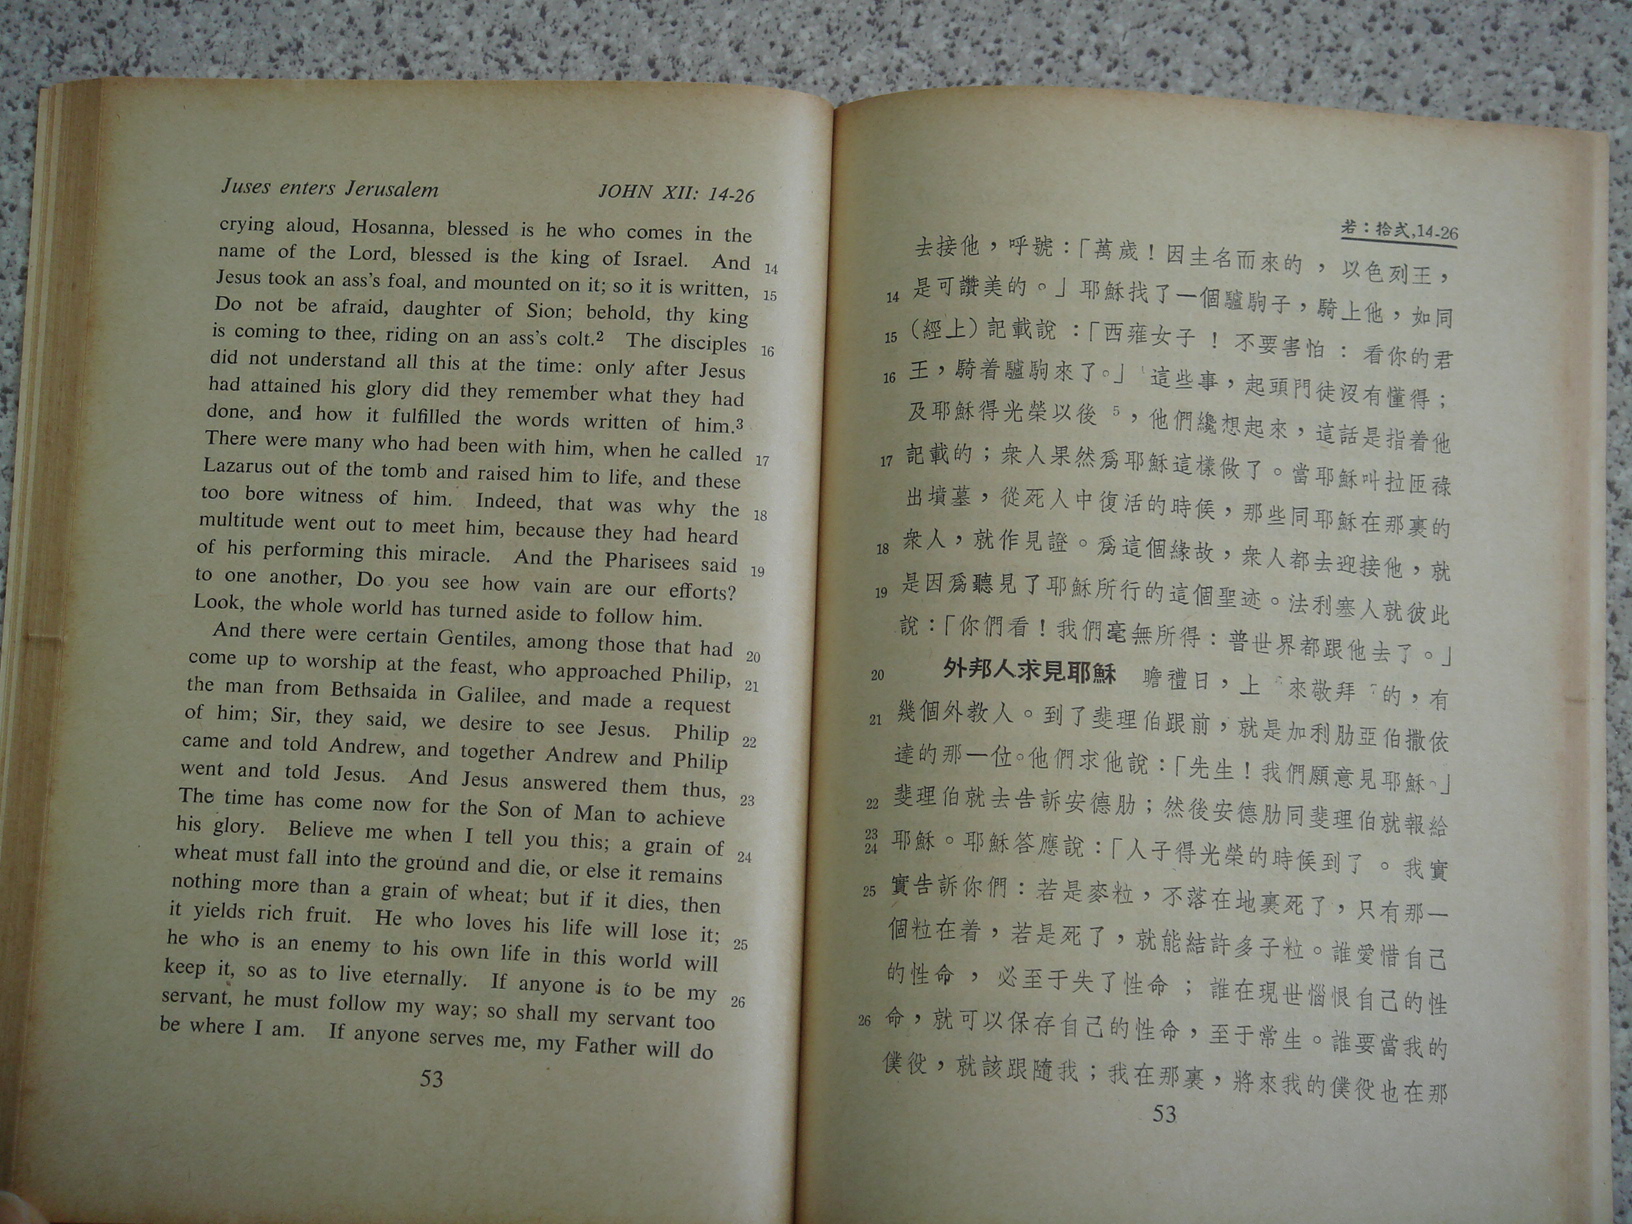 Juses enters Jerusalem JOHN XII: 14-26
crying aloud, Hosanna, blessed is he who comes in the
name of the Lord, blessed is the king of Israel. And 14
Jesus took an ass's foal, and mounted on it; so it is written, 15
Do not be afraid, daughter of Sion; behold, thy king
is coming to thee, riding on an ass's colt.2 The disciples 16
did not understand all this at the time: only after Jesus
had attained his glory did they remember what they had
done, and how it fulfilled the words written of him.3
There were many who had been with him, when he called 17
Lazarus out of the tomb and raised him to life, and these
too bore witness of him. Indeed, that was why the 18
multitude went out to meet him, because they had heard
of his performing this miracle. And the Pharisees said 19
to one another, Do you see how vain are our efforts?
Look, the whole world has turned aside to follow him.
And there were certain Gentiles, among those that had 20
come up to worship at the feast, who approached Philip, 21
the man from Bethsaida in Galilee, and made a request
of him; Sir, they said, we desire to see Jesus. Philip 22
came and told Andrew, and together Andrew and Philip
went and told Jesus. And Jesus answered them thus, 23
The time has come now for the Son of Man to achieve
his glory. Believe me when I tell you this; a grain of 24
wheat must fall into the ground and die, or else it remains
nothing more than a grain of wheat; but if it dies, then
it yields rich fruit. He who loves his life will lose it; 25
he who is an enemy to his own life in this world will
keep it, so as to live eternally. If anyone is to be my 26
servant, he must follow my way; so shall my servant too
be where I am. If anyone serves me, my Father will do
53
若：拾弍,14-26
去接他，呼號：「萬歲！因主名而來的，以色列王，
14 是可讚美的。」耶穌找了一個驢駒子，騎上他，如同
15 （經上）記載說：「西雍女子！不要害怕：看你的君
16 王，騎着驢駒來了。」這些事，起頭門徒沒有懂得；
及耶穌得光榮以後 5，他們纔想起來，這話是指着他
17 記載的；衆人果然爲耶穌這樣做了。當耶穌叫拉匝祿
出墳墓，從死人中復活的時候，那些同耶穌在那裏的
18 衆人，就作見證。爲這個緣故，衆人都去迎接他，就
19 是因爲聽見了耶穌所行的這個聖迹。法利塞人就彼此
說：「你們看！我們毫無所得：普世界都跟他去了。」
20 外邦人求見耶穌 瞻禮日，上 來敬拜 的，有
21 幾個外教人。到了斐理伯跟前，就是加利肋亞伯撒依
達的那一位。他們求他說：「先生！我們願意見耶穌。」
22 斐理伯就去告訴安德肋；然後安德肋同斐理伯就報給
23 24 耶穌。耶穌答應說：「人子得光榮的時候到了。我實
25 實告訴你們：若是麥粒，不落在地裏死了，只有那一
個粒在着，若是死了，就能結許多子粒。誰愛惜自己
的性命，必至于失了性命；誰在現世惱恨自己的性
26 命，就可以保存自己的性命，至于常生。誰要當我的
僕役，就該跟隨我；我在那裏，將來我的僕役也在那
53